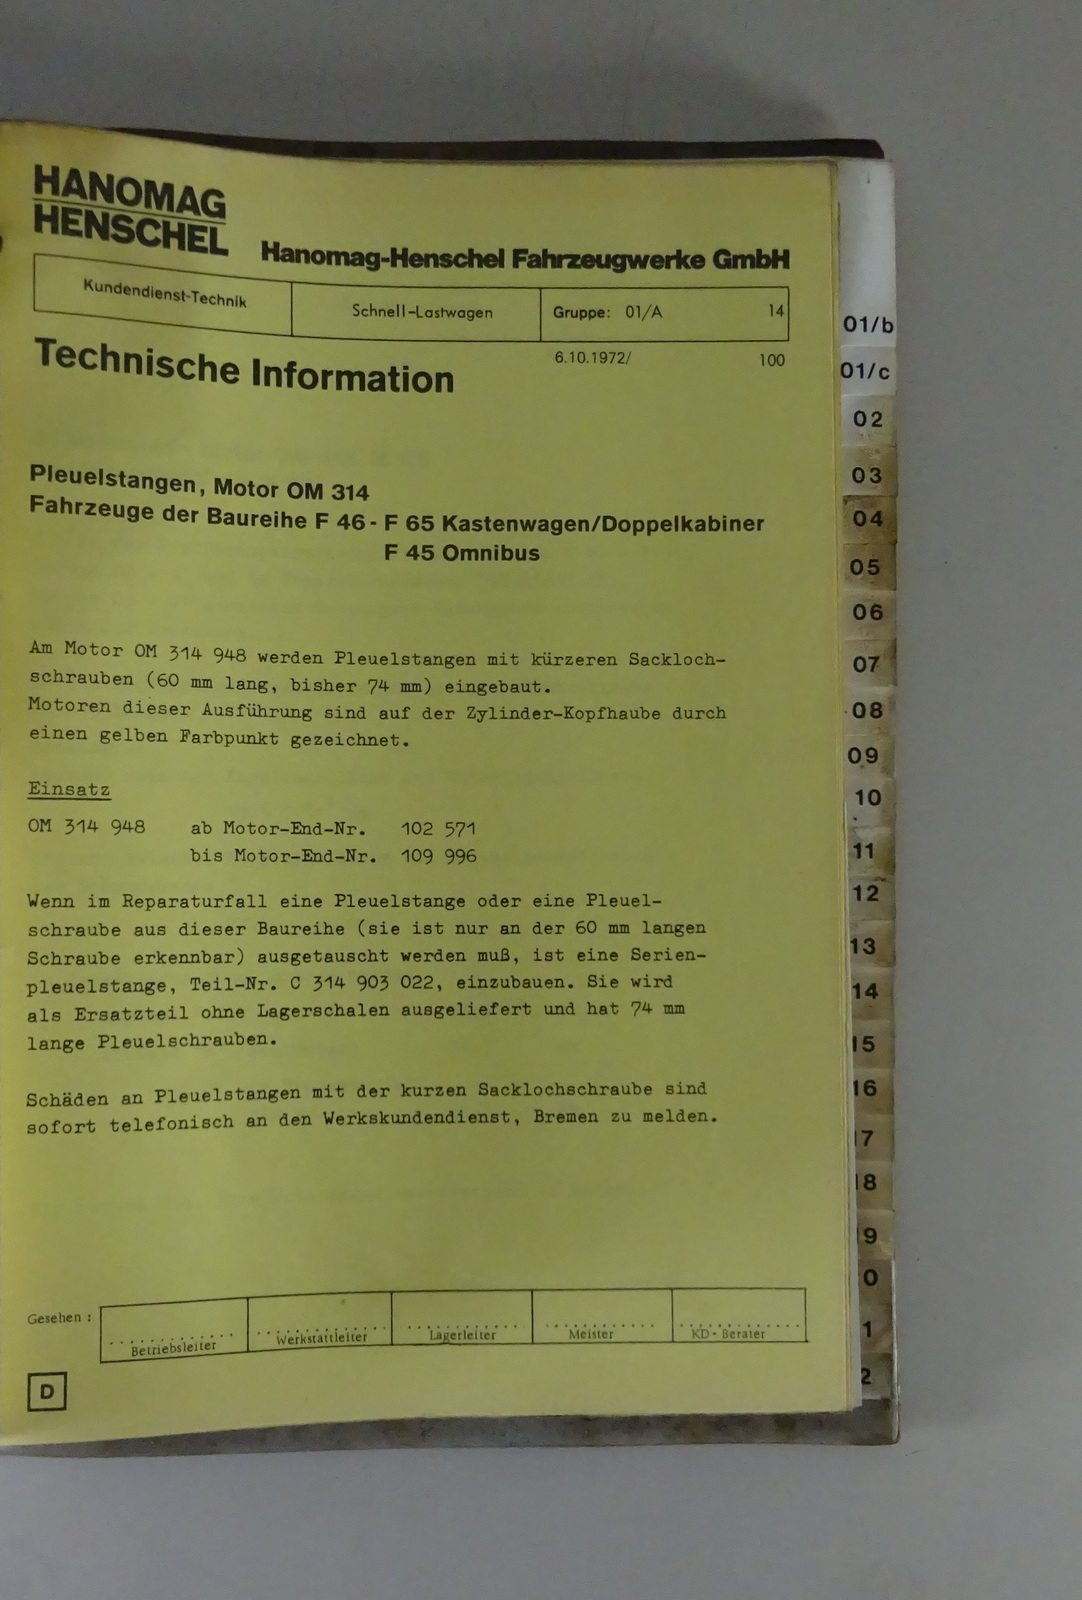 HANOMAG
HENSCHEL
Hanomag-Henschel Fahrzeugwerke GmbH
Kundendienst-Technik
Schnell-Lastwagen
Gruppe: 01/A 14
6.10.1972/ 100
Technische Information
Pleuelstangen, Motor OM 314
Fahrzeuge der Baureihe F 46 - F 65 Kastenwagen/Doppelkabiner
F 45 Omnibus
Am Motor OM 314 948 werden Pleuelstangen mit kürzeren Sackloch-
schrauben (60 mm lang, bisher 74 mm) eingebaut.
Motoren dieser Ausführung sind auf der Zylinder-Kopfhaube durch
einen gelben Farbpunkt gezeichnet.
Einsatz
OM 314 948 ab Motor-End-Nr. 102 571
bis Motor-End-Nr. 109 996
Wenn im Reparaturfall eine Pleuelstange oder eine Pleuel-
schraube aus dieser Baureihe (sie ist nur an der 60 mm langen
Schraube erkennbar) ausgetauscht werden muß, ist eine Serien-
pleuelstange, Teil-Nr. C 314 903 022, einzubauen. Sie wird
als Ersatzteil ohne Lagerschalen ausgeliefert und hat 74 mm
lange Pleuelschrauben.
Schäden an Pleuelstangen mit der kurzen Sacklochschraube sind
sofort telefonisch an den Werkskundendienst, Bremen zu melden.
Gesehen :
Betriebsleiter
Werkstattleiter
Lagerleiter
Meister
KD - Berater
D
01/b
01/c
02
03
04
05
06
07
08
09
10
11
12
13
14
15
16
17
18
9
0
1
2